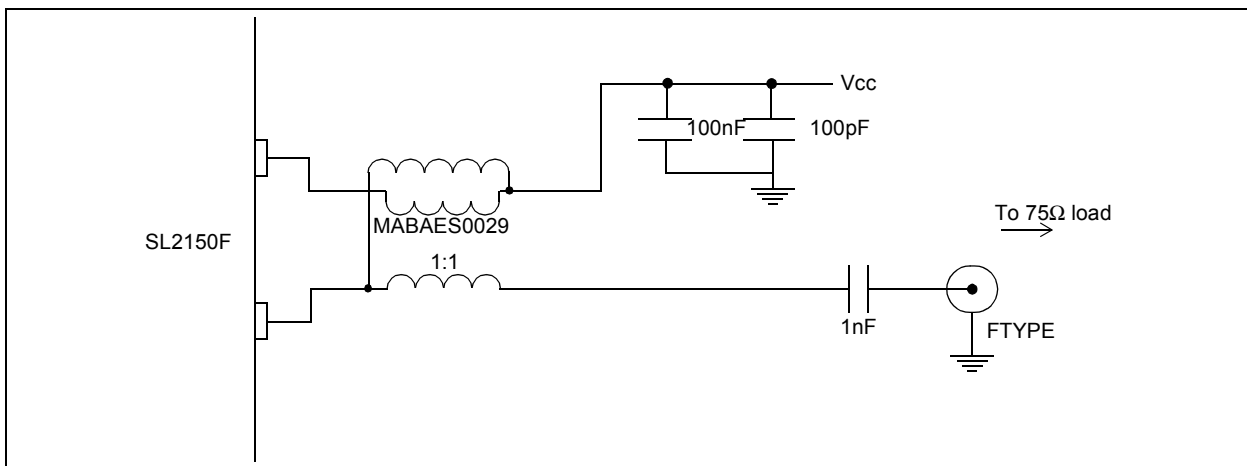 Vcc
100nF
100pF
MABAES0029
To 75Ω load
SL2150F
1:1
1nF
FTYPE